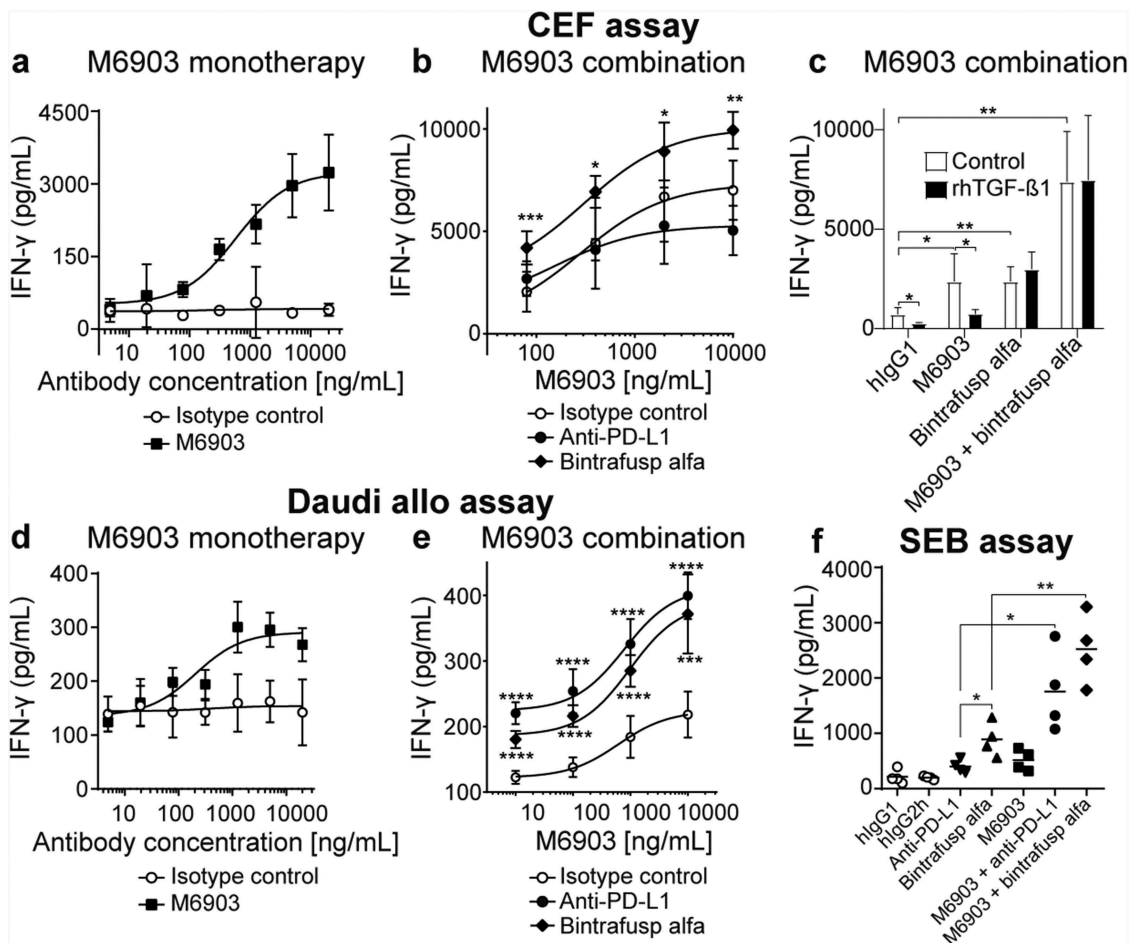 CEF assay
a M6903 monotherapy
IFN-γ (pg/mL)
4500
3000
150
0
10 100 1000 10000
Antibody concentration [ng/mL]
Isotype control
M6903
b M6903 combination
IFN-γ (pg/mL)
10000
5000
0
*** * * **
100 1000 10000
M6903 [ng/mL]
Isotype control
Anti-PD-L1
Bintrafusp alfa
c M6903 combination
IFN-γ (pg/mL)
10000
5000
0
**
Control
rhTGF-ß1
**
* *
*
hIgG1
M6903
Bintrafusp alfa
M6903 + bintrafusp alfa
Daudi allo assay
d M6903 monotherapy
IFN-γ (pg/mL)
400
300
200
100
0
10 100 1000 10000
Antibody concentration [ng/mL]
Isotype control
M6903
e M6903 combination
IFN-γ (pg/mL)
400
300
200
100
**** **** **** ****
**** **** **** ***
10 100 1000 10000
M6903 [ng/mL]
Isotype control
Anti-PD-L1
Bintrafusp alfa
f SEB assay
IFN-γ (pg/mL)
4000
3000
2000
1000
0
**
*
*
hIgG1
hIgG2h
Anti-PD-L1
Bintrafusp alfa
M6903
M6903 + anti-PD-L1
M6903 + bintrafusp alfa